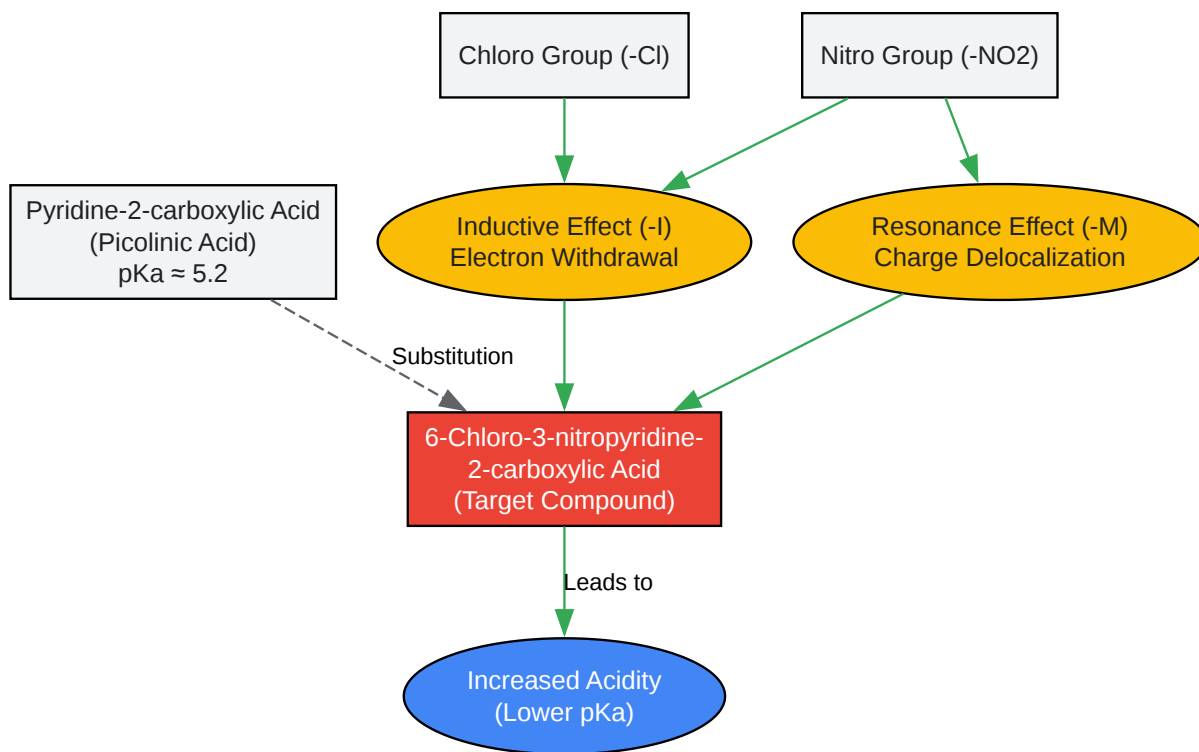 Chloro Group (-Cl)
Nitro Group (-NO2)
Pyridine-2-carboxylic Acid
(Picolinic Acid)
pKa ≈ 5.2
Inductive Effect (-I)
Electron Withdrawal
Resonance Effect (-M)
Charge Delocalization
Substitution
6-Chloro-3-nitropyridine-
2-carboxylic Acid
(Target Compound)
Leads to
Increased Acidity
(Lower pKa)